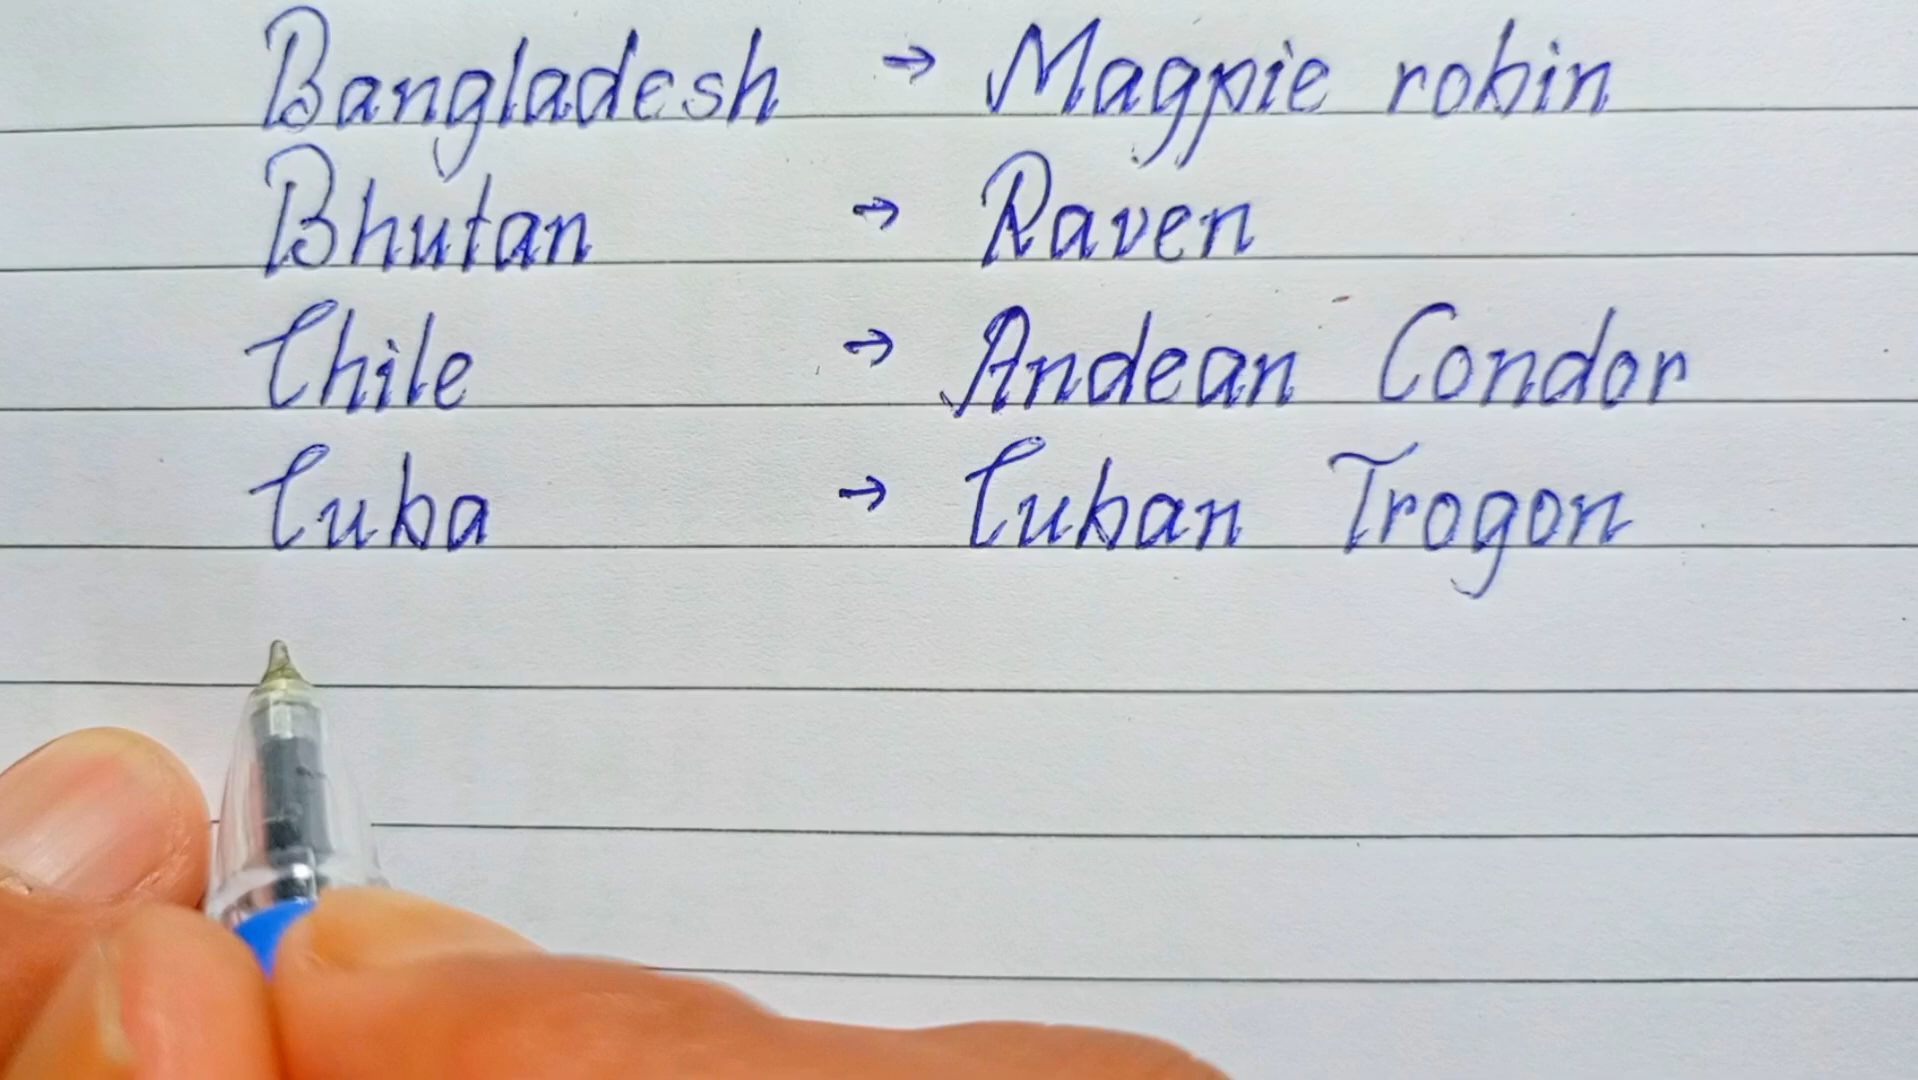 Bangladesh → Magpie robin
Bhutan → Raven
Chile → Andean Condor
Cuba → Cuban Trogon